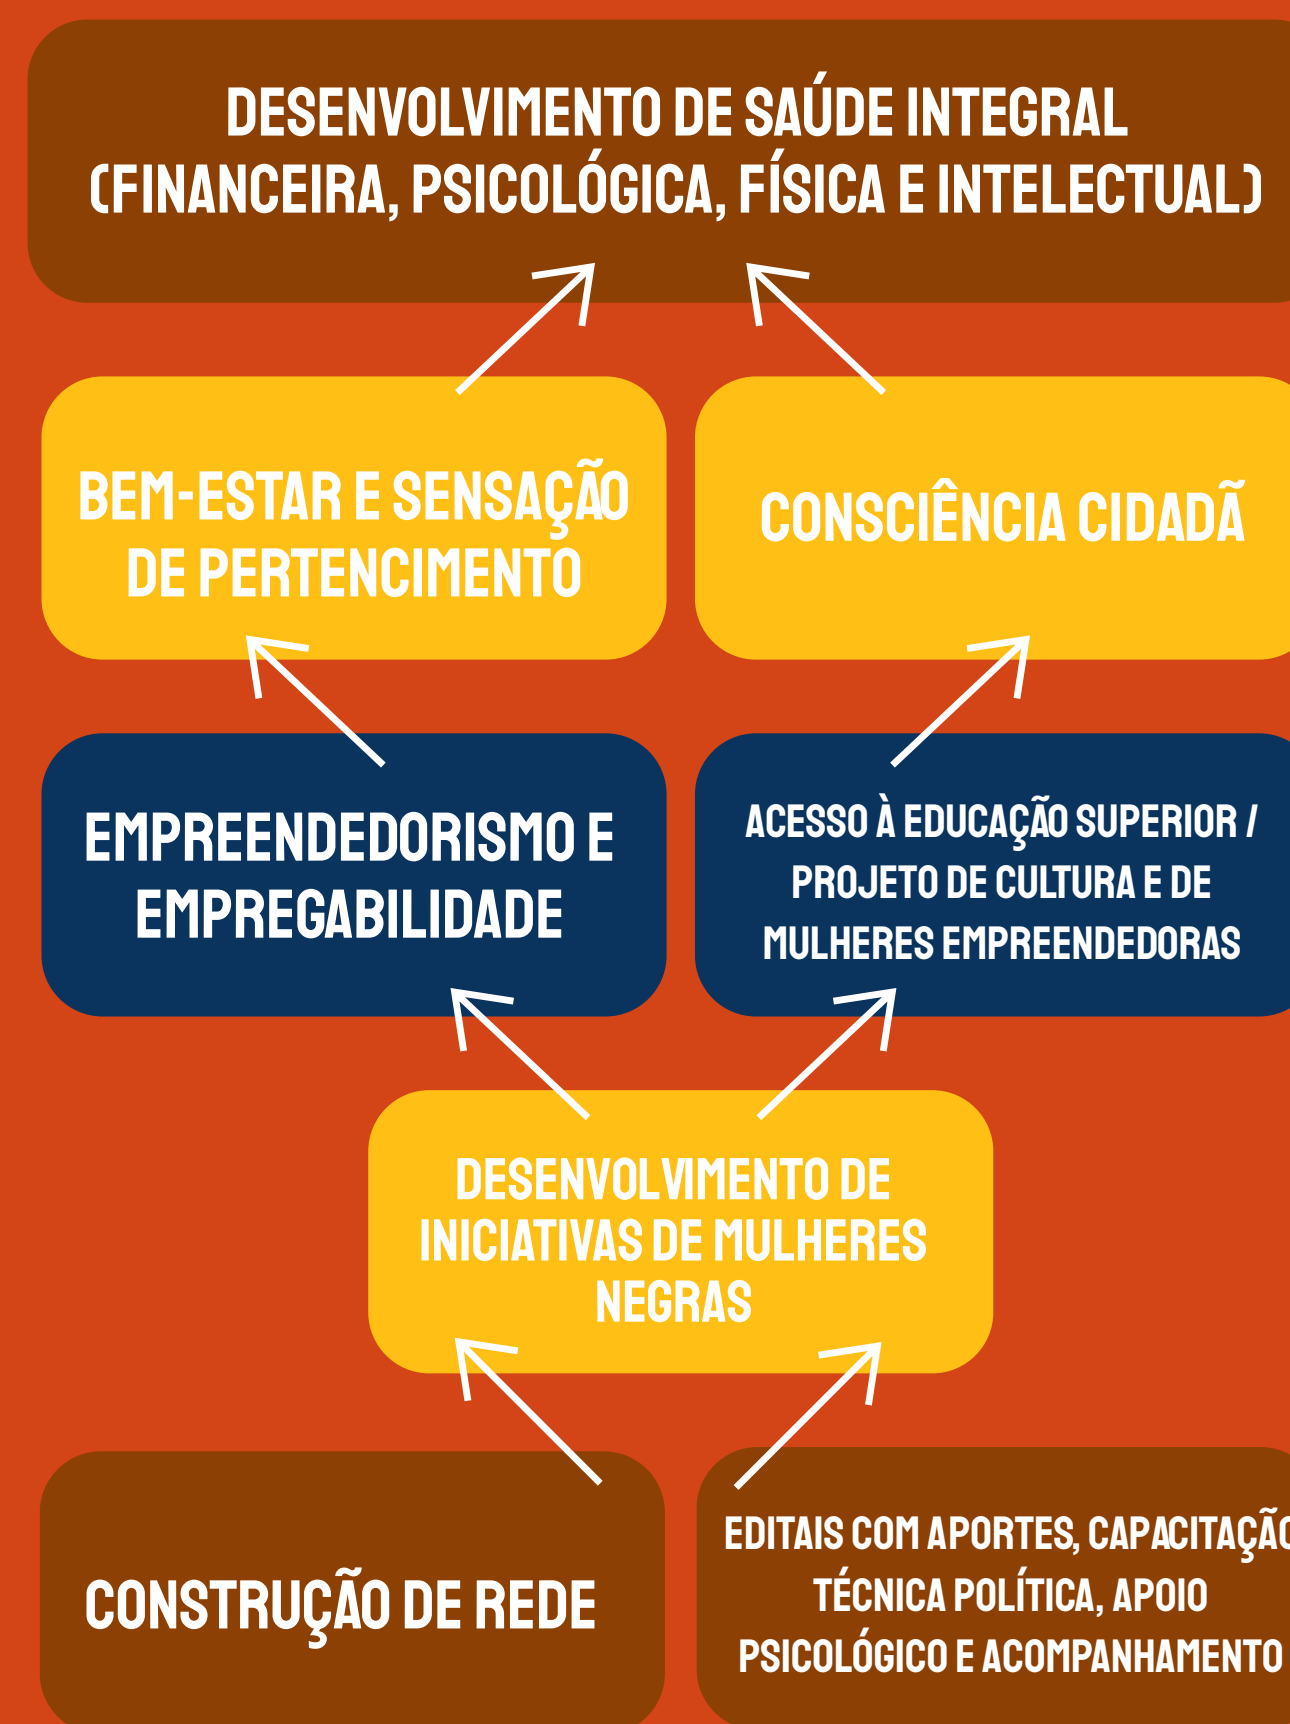 DESENVOLVIMENTO DE SAÚDE INTEGRAL
(FINANCEIRA, PSICOLÓGICA, FÍSICA E INTELECTUAL)
BEM-ESTAR E SENSAÇÃO
DE PERTENCIMENTO
CONSCIÊNCIA CIDADÃ
EMPREENDEDORISMO E
EMPREGABILIDADE
ACESSO À EDUCAÇÃO SUPERIOR /
PROJETO DE CULTURA E DE
MULHERES EMPREENDEDORAS
DESENVOLVIMENTO DE
INICIATIVAS DE MULHERES
NEGRAS
CONSTRUÇÃO DE REDE
EDITAIS COM APORTES, CAPACITAÇÃO
TÉCNICA POLÍTICA, APOIO
PSICOLÓGICO E ACOMPANHAMENTO